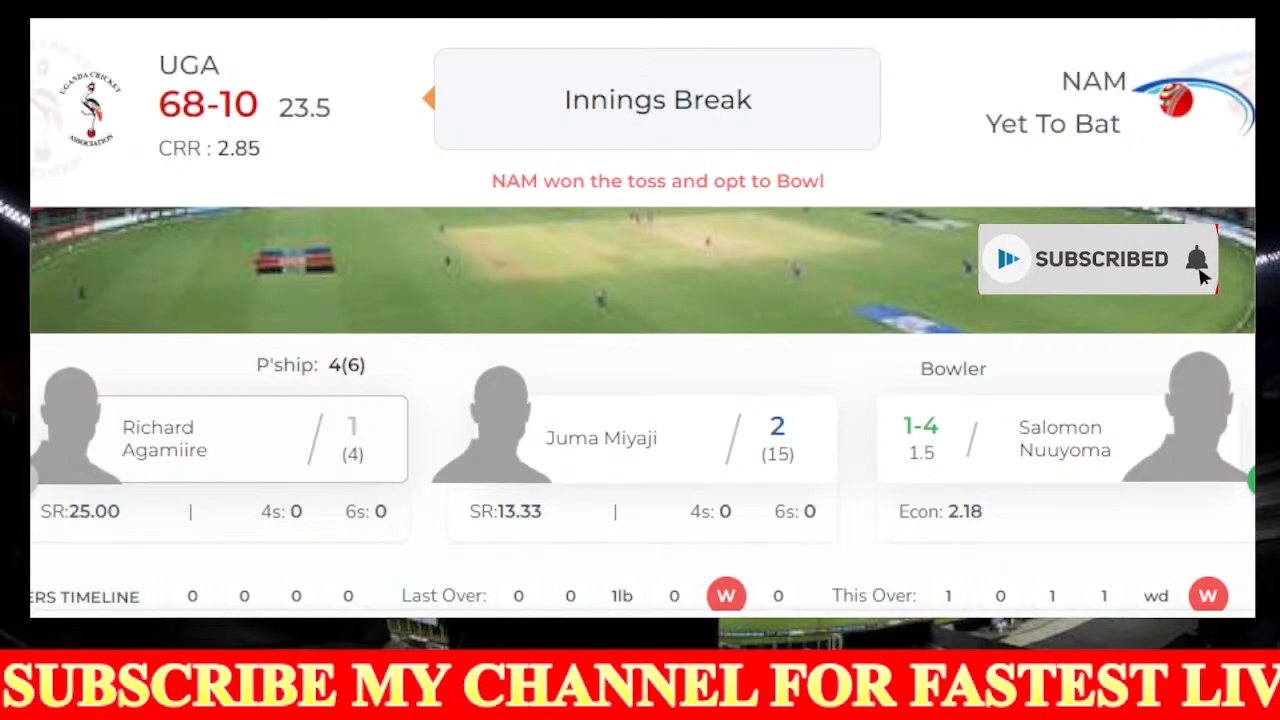 UGANDA CRICKET
ASSOCIATION
UGA
68-10 23.5
CRR : 2.85
Innings Break
NAM
Yet To Bat
NAM won the toss and opt to Bowl
SUBSCRIBED
P'ship: 4(6)
Bowler
Richard
Agamiire
1
(4)
Juma Miyaji
2
(15)
1-4
1.5
Salomon
Nuuyoma
SR:25.00 | 4s: 0 6s: 0
SR:13.33 | 4s: 0 6s: 0
Econ: 2.18
ERS TIMELINE 0 0 0 0 Last Over: 0 0 1lb 0 W 0 This Over: 1 0 1 1 wd W
SUBSCRIBE MY CHANNEL FOR FASTEST LIV